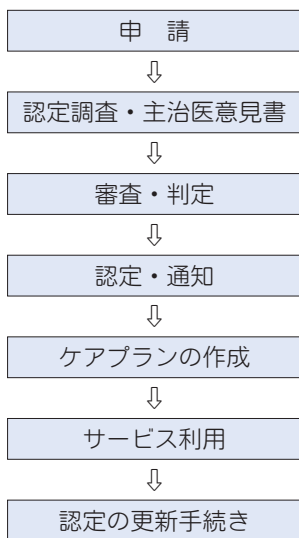 申　請
⇩
認定調査・主治医意見書
⇩
審査・判定
⇩
認定・通知
⇩
ケアプランの作成
⇩
サービス利用
⇩
認定の更新手続き